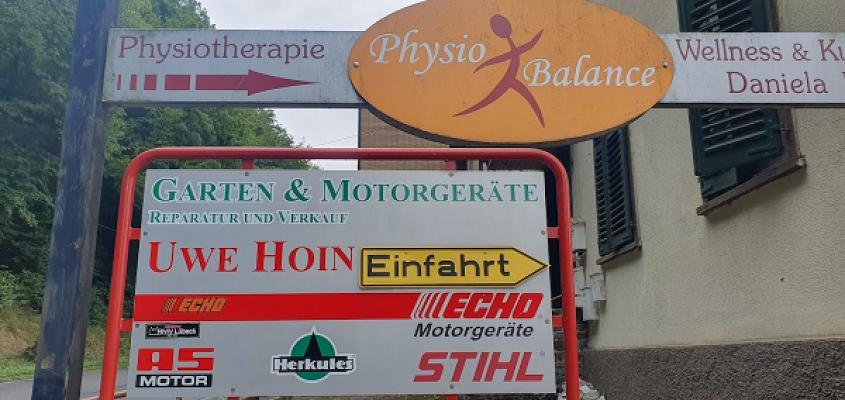 Physiotherapie
Physio Balance
Wellness &
Daniela
GARTEN & MOTORGERÄTE
REPARATUR UND VERKAUF
UWE HOIN
Einfahrt
ECHO
ECHO
Motorgeräte
AS
MOTOR
Herkules
STIHL